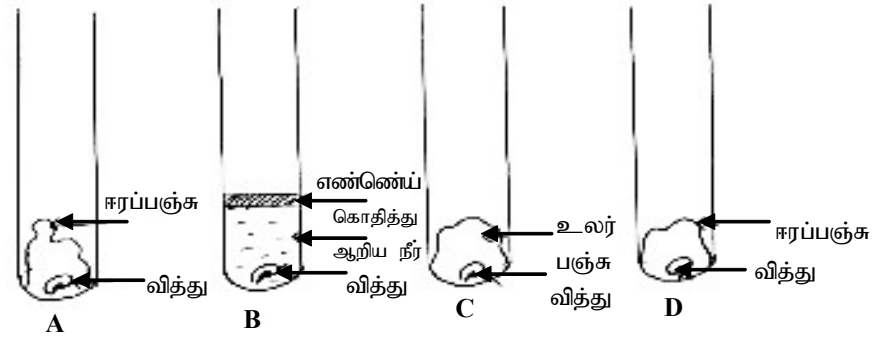 ஈரப்பஞ்சு
வித்து
A
எண்ணெய்
கொதித்து
ஆறிய நீர்
வித்து
B
உலர்
பஞ்சு
வித்து
C
ஈரப்பஞ்சு
வித்து
D